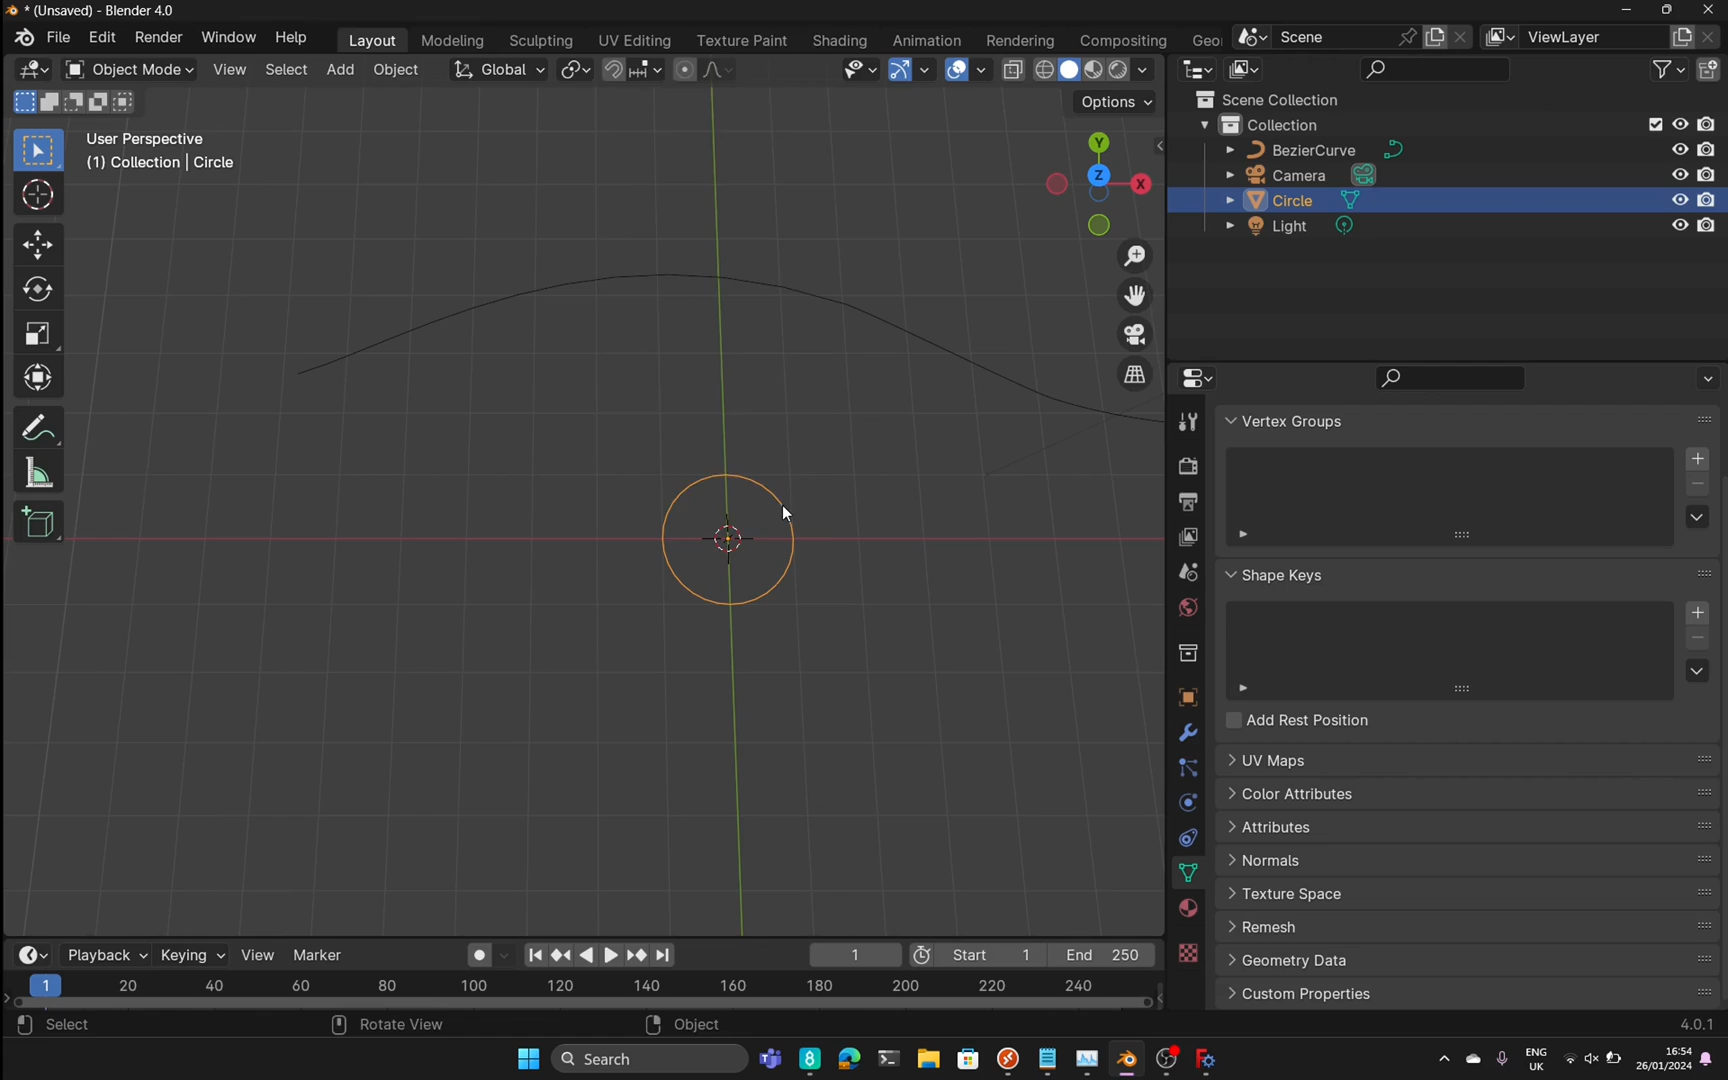 * (Unsaved) - Blender 4.0
File Edit Render Window Help Layout Modeling Sculpting UV Editing Texture Paint Shading Animation Rendering Compositing Geo Scene ViewLayer
Object Mode View Select Add Object Global
Options
User Perspective
(1) Collection | Circle
Y
Z
X
Scene Collection
Collection
BezierCurve
Camera
Circle
Light
Vertex Groups
Shape Keys
Add Rest Position
UV Maps
Color Attributes
Attributes
Normals
Texture Space
Remesh
Geometry Data
Custom Properties
Playback Keying View Marker 1 Start 1 End 250
1 20 40 60 80 100 120 140 160 180 200 220 240
Select Rotate View Object 4.0.1
Search ENG UK 16:54 26/01/2024